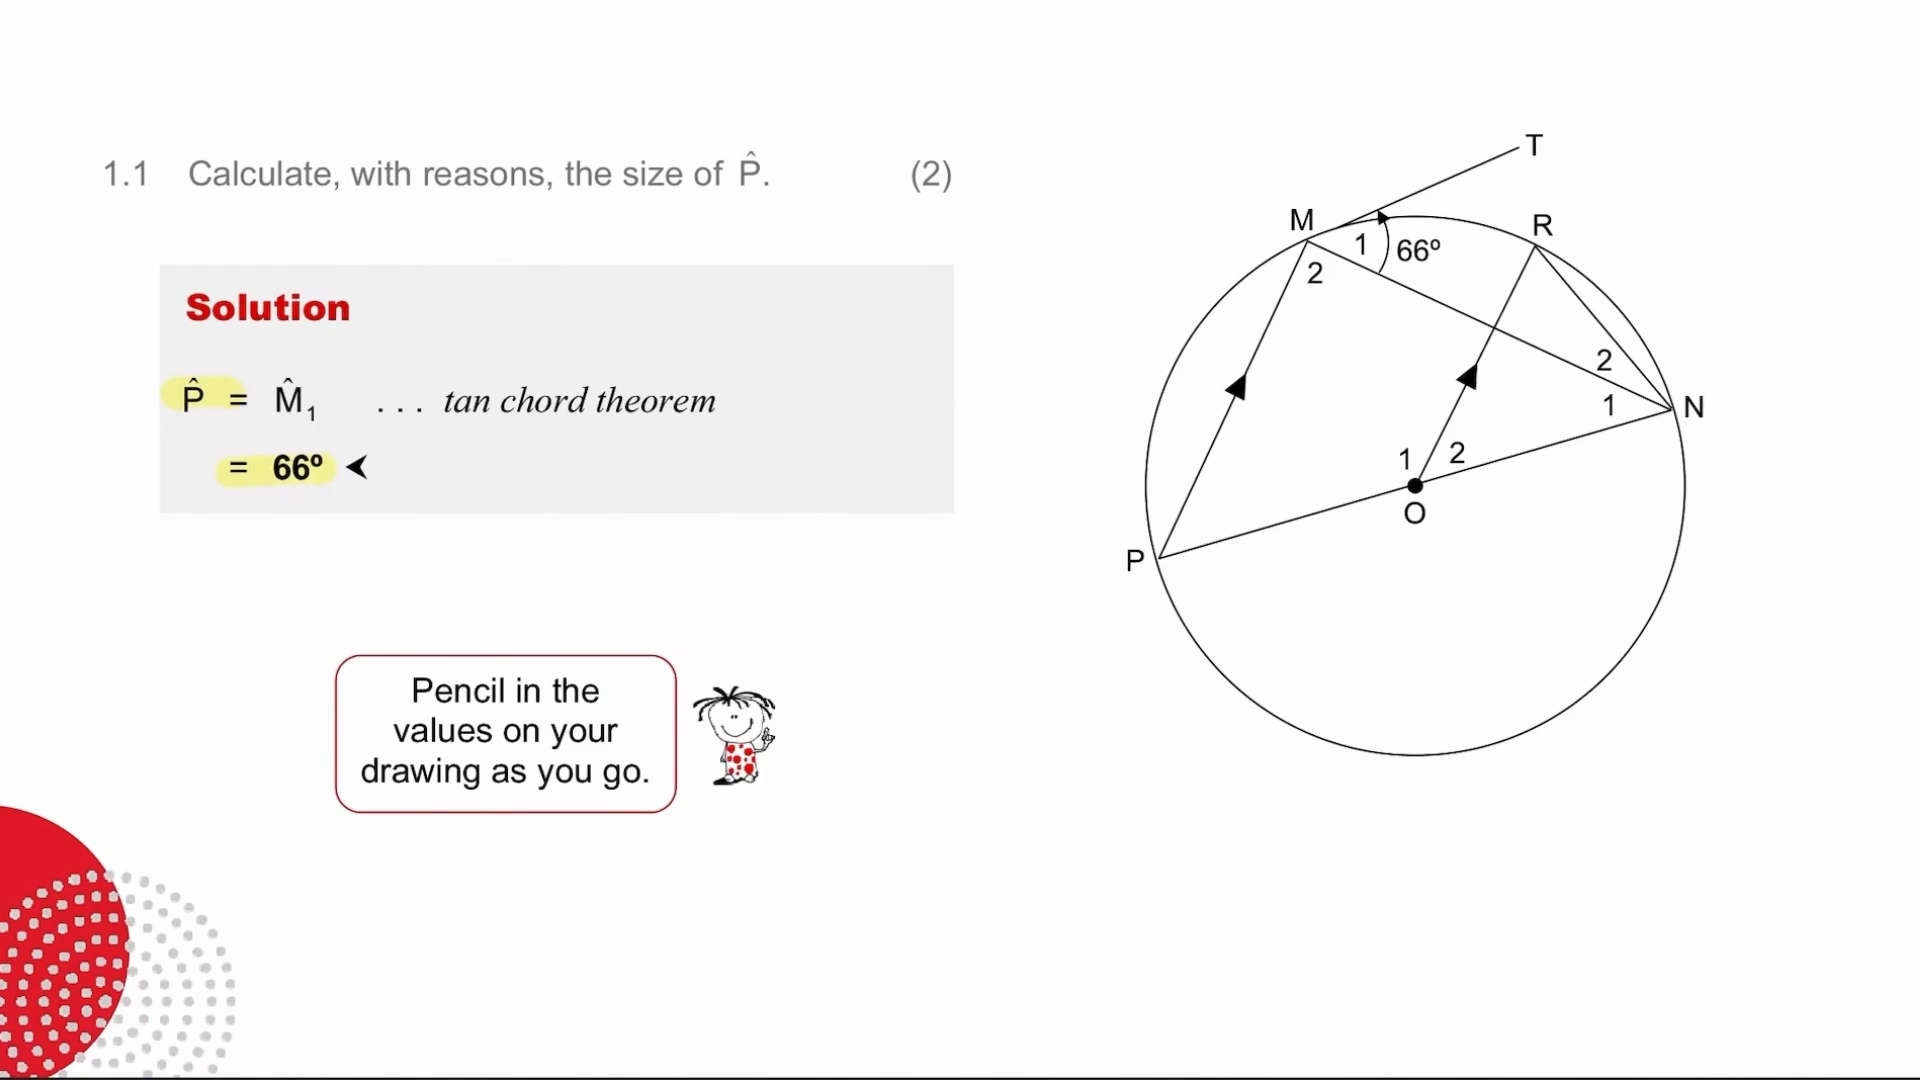 1.1 Calculate, with reasons, the size of P̂. (2)
Solution
P̂ = M̂₁ . . . tan chord theorem
= 66º
Pencil in the
values on your
drawing as you go.
T
M
R
1
66º
2
2
1
N
1
2
O
P